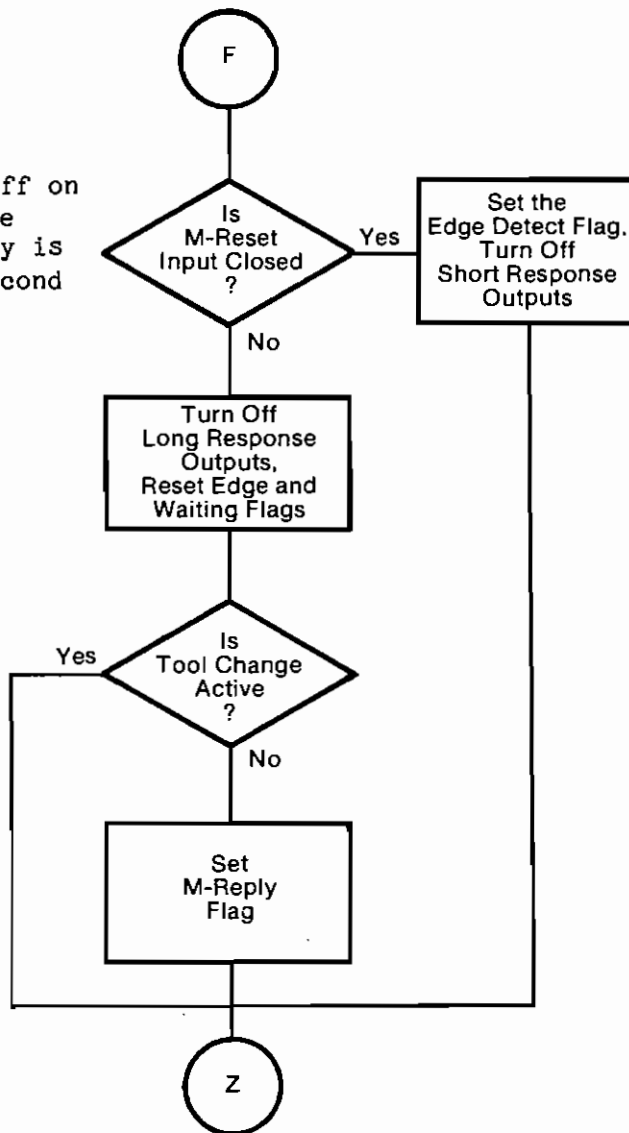 F
ff on
e
y is
cond
Is
M-Reset
Input Closed
?
Yes
Set the
Edge Detect Flag.
Turn Off
Short Response
Outputs
No
Turn Off
Long Response
Outputs,
Reset Edge and
Waiting Flags
Is
Tool Change
Active
?
Yes
No
Set
M-Reply
Flag
Z